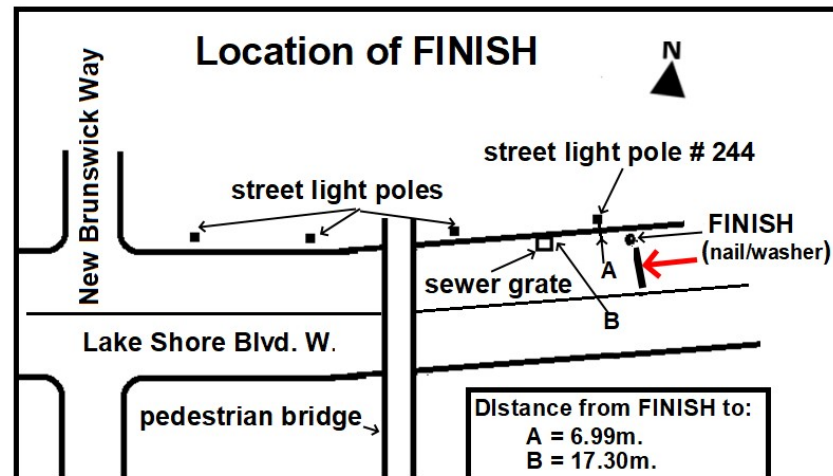 Location of FINISH
N
New Brunswick Way
street light pole # 244
street light poles
FINISH
(nail/washer)
A
sewer grate
B
Lake Shore Blvd. W.
pedestrian bridge
Distance from FINISH to:
A = 6.99m.
B = 17.30m.